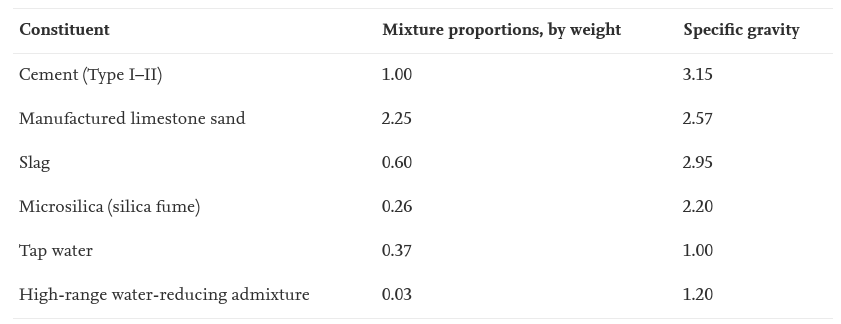 Constituent Mixture proportions, by weight Specific gravity
Cement (Type I–II) 1.00 3.15
Manufactured limestone sand 2.25 2.57
Slag 0.60 2.95
Microsilica (silica fume) 0.26 2.20
Tap water 0.37 1.00
High-range water-reducing admixture 0.03 1.20